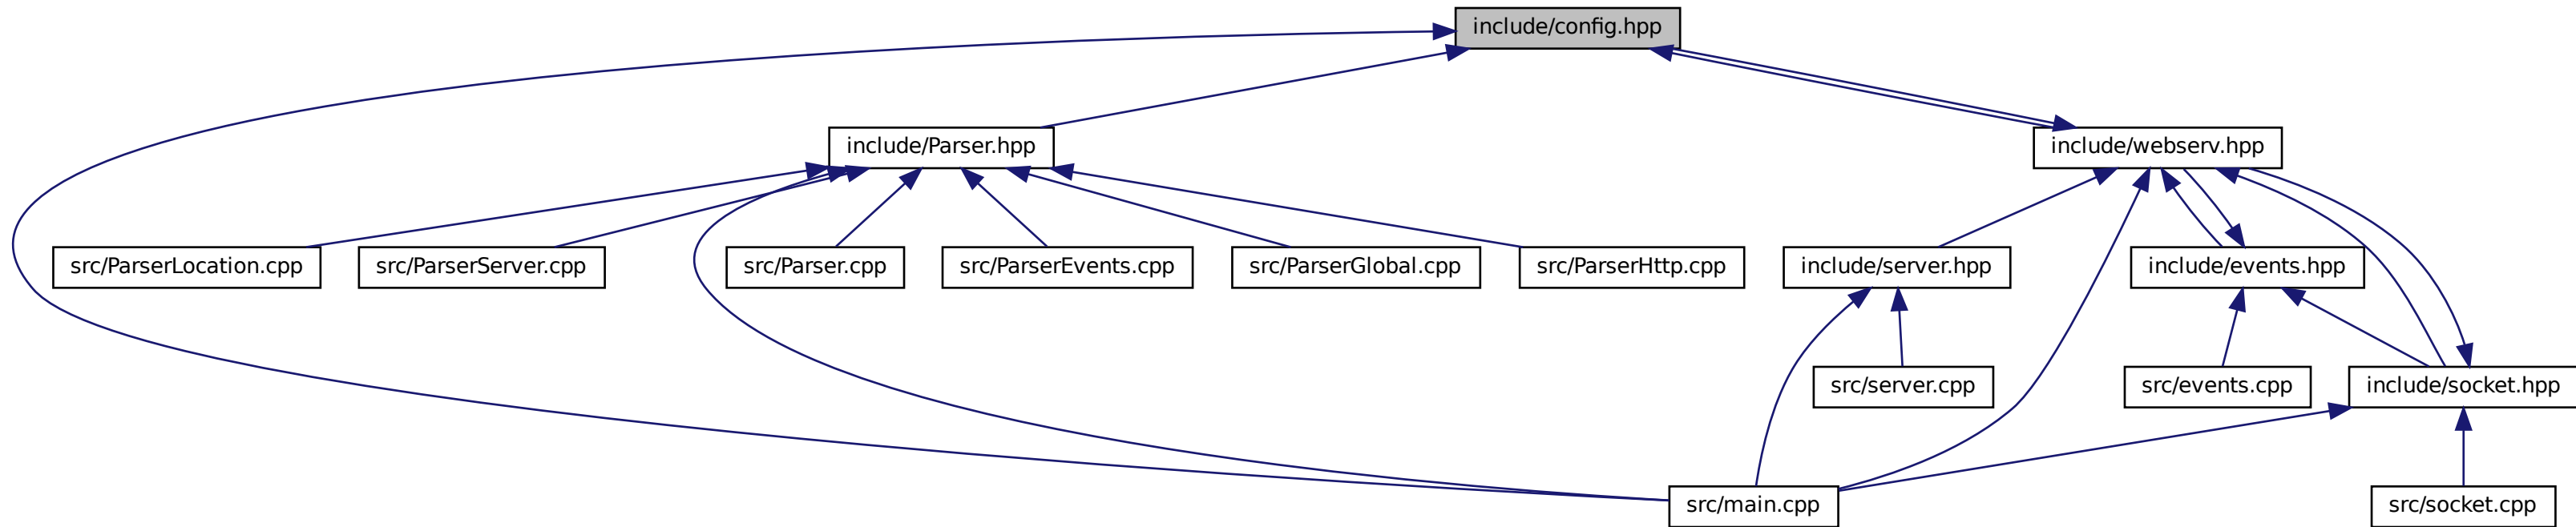 include/config.hpp
include/Parser.hpp
include/webserv.hpp
src/ParserLocation.cpp
src/ParserServer.cpp
src/Parser.cpp
src/ParserEvents.cpp
src/ParserGlobal.cpp
src/ParserHttp.cpp
include/server.hpp
include/events.hpp
src/server.cpp
src/events.cpp
include/socket.hpp
src/main.cpp
src/socket.cpp